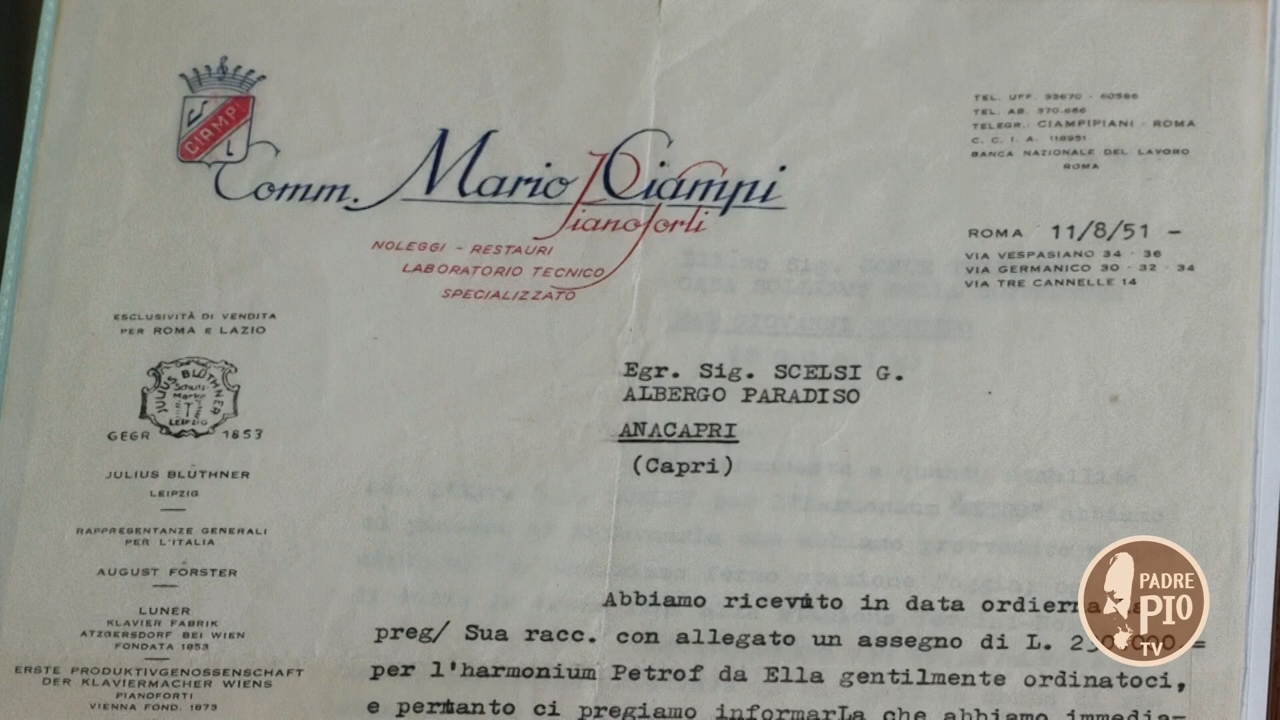 CIAMPI
Comm. Mario Ciampi
Pianoforti
NOLEGGI - RESTAURI
LABORATORIO TECNICO
SPECIALIZZATO
TEL. UFF. 33670 - 60586
TEL. AB. 370.686
TELEGR.: CIAMPIPIANI - ROMA
C. C. I. A. 118951
BANCA NAZIONALE DEL LAVORO
ROMA
ROMA 11/8/51 -
VIA VESPASIANO 34 - 36
VIA GERMANICO 30 - 32 - 34
VIA TRE CANNELLE 14
ESCLUSIVITÀ DI VENDITA
PER ROMA E LAZIO
JULIUS BLÜTHNER
LEIPZIG
GEGR 1853
JULIUS BLÜTHNER
LEIPZIG
RAPPRESENTANZE GENERALI
PER L'ITALIA
AUGUST FÖRSTER
LUNER
KLAVIER FABRIK
ATZGERSDORF BEI WIEN
FONDATA 1853
ERSTE PRODUKTIVGENOSSENSCHAFT
DER KLAVIERMACHER WIENS
PIANOFORTI
VIENNA FOND. 1873
Egr. Sig. SCELSI G.
ALBERGO PARADISO
ANACAPRI
(Capri)
Abbiamo ricevuto in data
preg/ Sua racc. con allegato un assegno di L.
per l'harmonium Petrof da Ella gentilmente ordinatoci,
e pertanto ci pregiamo informarLa che abbiamo immedia-
PADRE
PIO
TV